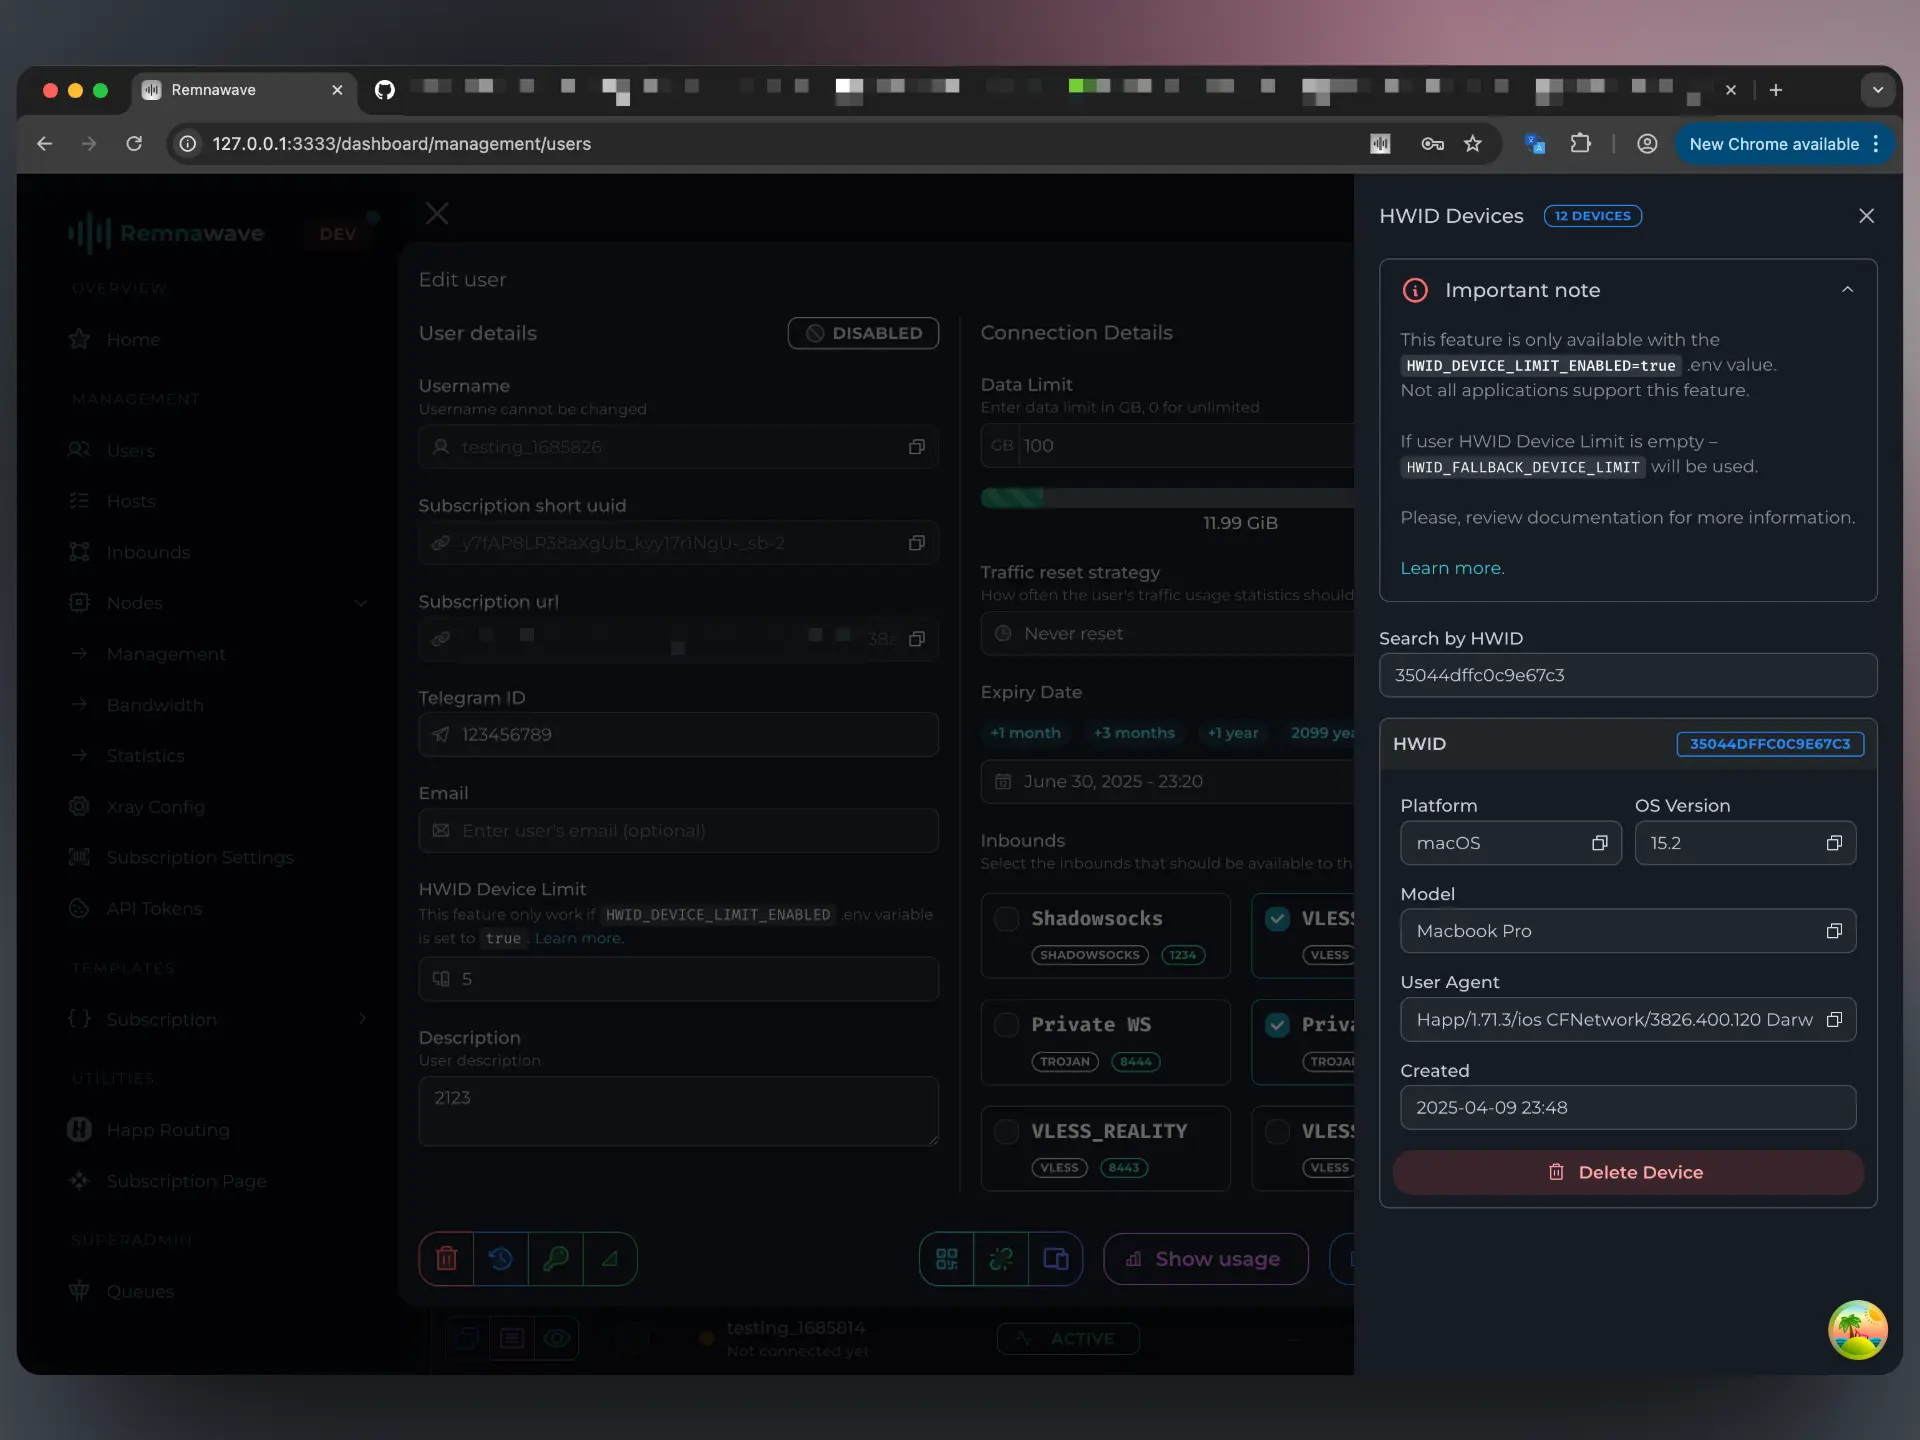 Remnawave
127.0.0.1:3333/dashboard/management/users
New Chrome available
Remnawave
DEV
OVERVIEW
Home
MANAGEMENT
Users
Hosts
Inbounds
Nodes
Management
Bandwidth
Statistics
Xray Config
Subscription Settings
API Tokens
TEMPLATES
Subscription
UTILITIES
Happ Routing
Subscription Page
SUPERADMIN
Queues
Edit user
User details
DISABLED
Username
Username cannot be changed
testing_1685826
Subscription short uuid
y7fAP8LR38aXgUb_kyy17r1NgU-_sb-2
Subscription url
38a
Telegram ID
123456789
Email
Enter user's email (optional)
HWID Device Limit
This feature only work if HWID_DEVICE_LIMIT_ENABLED .env variable
is set to true. Learn more.
5
Description
User description
2123
Connection Details
Data Limit
Enter data limit in GB, 0 for unlimited
GB 100
11.99 GiB
Traffic reset strategy
How often the user's traffic usage statistics should
Never reset
Expiry Date
+1 month +3 months +1 year 2099 yea
June 30, 2025 - 23:20
Inbounds
Select the inbounds that should be available to th
Shadowsocks
SHADOWSOCKS 1234
VLESS
VLESS
Private WS
TROJAN 8444
Priva
TROJA
VLESS_REALITY
VLESS 8443
VLESS
VLESS
Show usage
testing_1685814
Not connected yet
ACTIVE
HWID Devices
12 DEVICES
Important note
This feature is only available with the
HWID_DEVICE_LIMIT_ENABLED=true .env value.
Not all applications support this feature.
If user HWID Device Limit is empty –
HWID_FALLBACK_DEVICE_LIMIT will be used.
Please, review documentation for more information.
Learn more.
Search by HWID
35044dffc0c9e67c3
HWID
35044DFFC0C9E67C3
Platform
macOS
OS Version
15.2
Model
Macbook Pro
User Agent
Happ/1.71.3/ios CFNetwork/3826.400.120 Darw
Created
2025-04-09 23:48
Delete Device